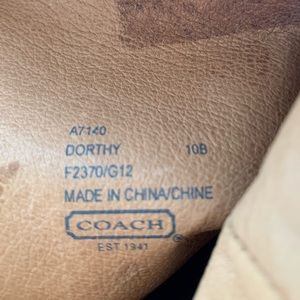 A7140
DORTHY 10B
F2370/G12
MADE IN CHINA/CHINE
COACH®
EST. 1941